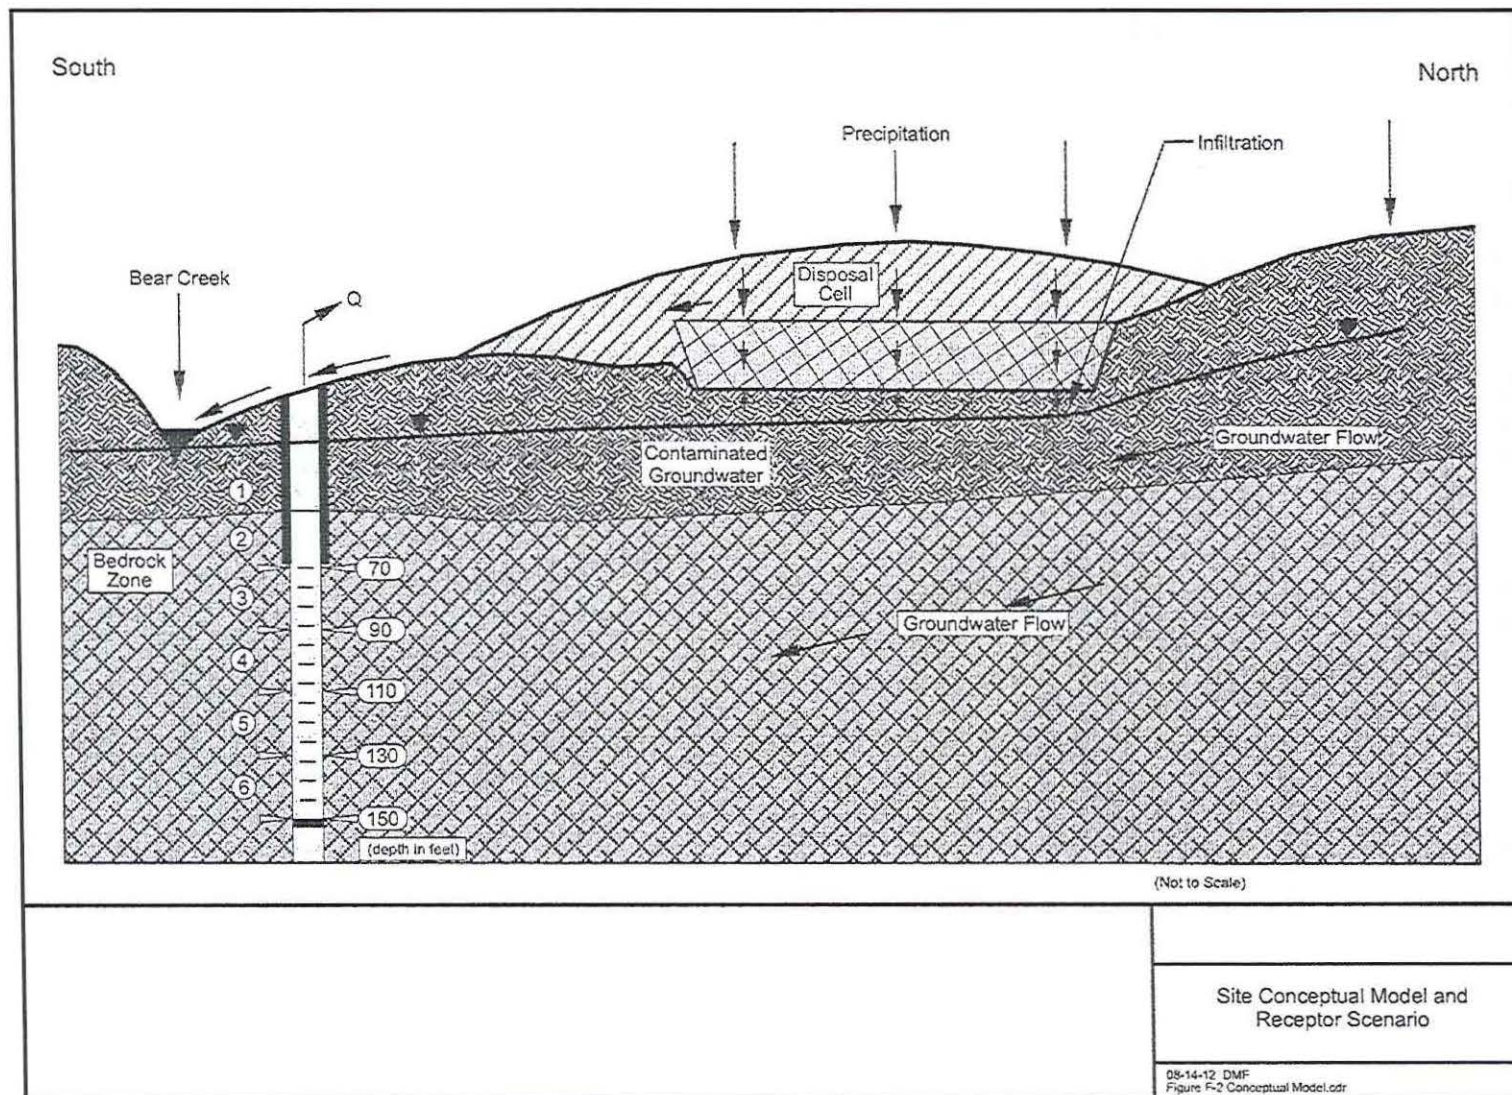 South
North
Precipitation
Infiltration
Bear Creek
Q
Disposal
Cell
Groundwater Flow
Contaminated
Groundwater
1
2
Bedrock
Zone
70
3
Groundwater Flow
90
4
110
5
130
6
150
(depth in feet)
(Not to Scale)
Site Conceptual Model and
Receptor Scenario
08-14-12 DMF
Figure F-2 Conceptual Model.cdr